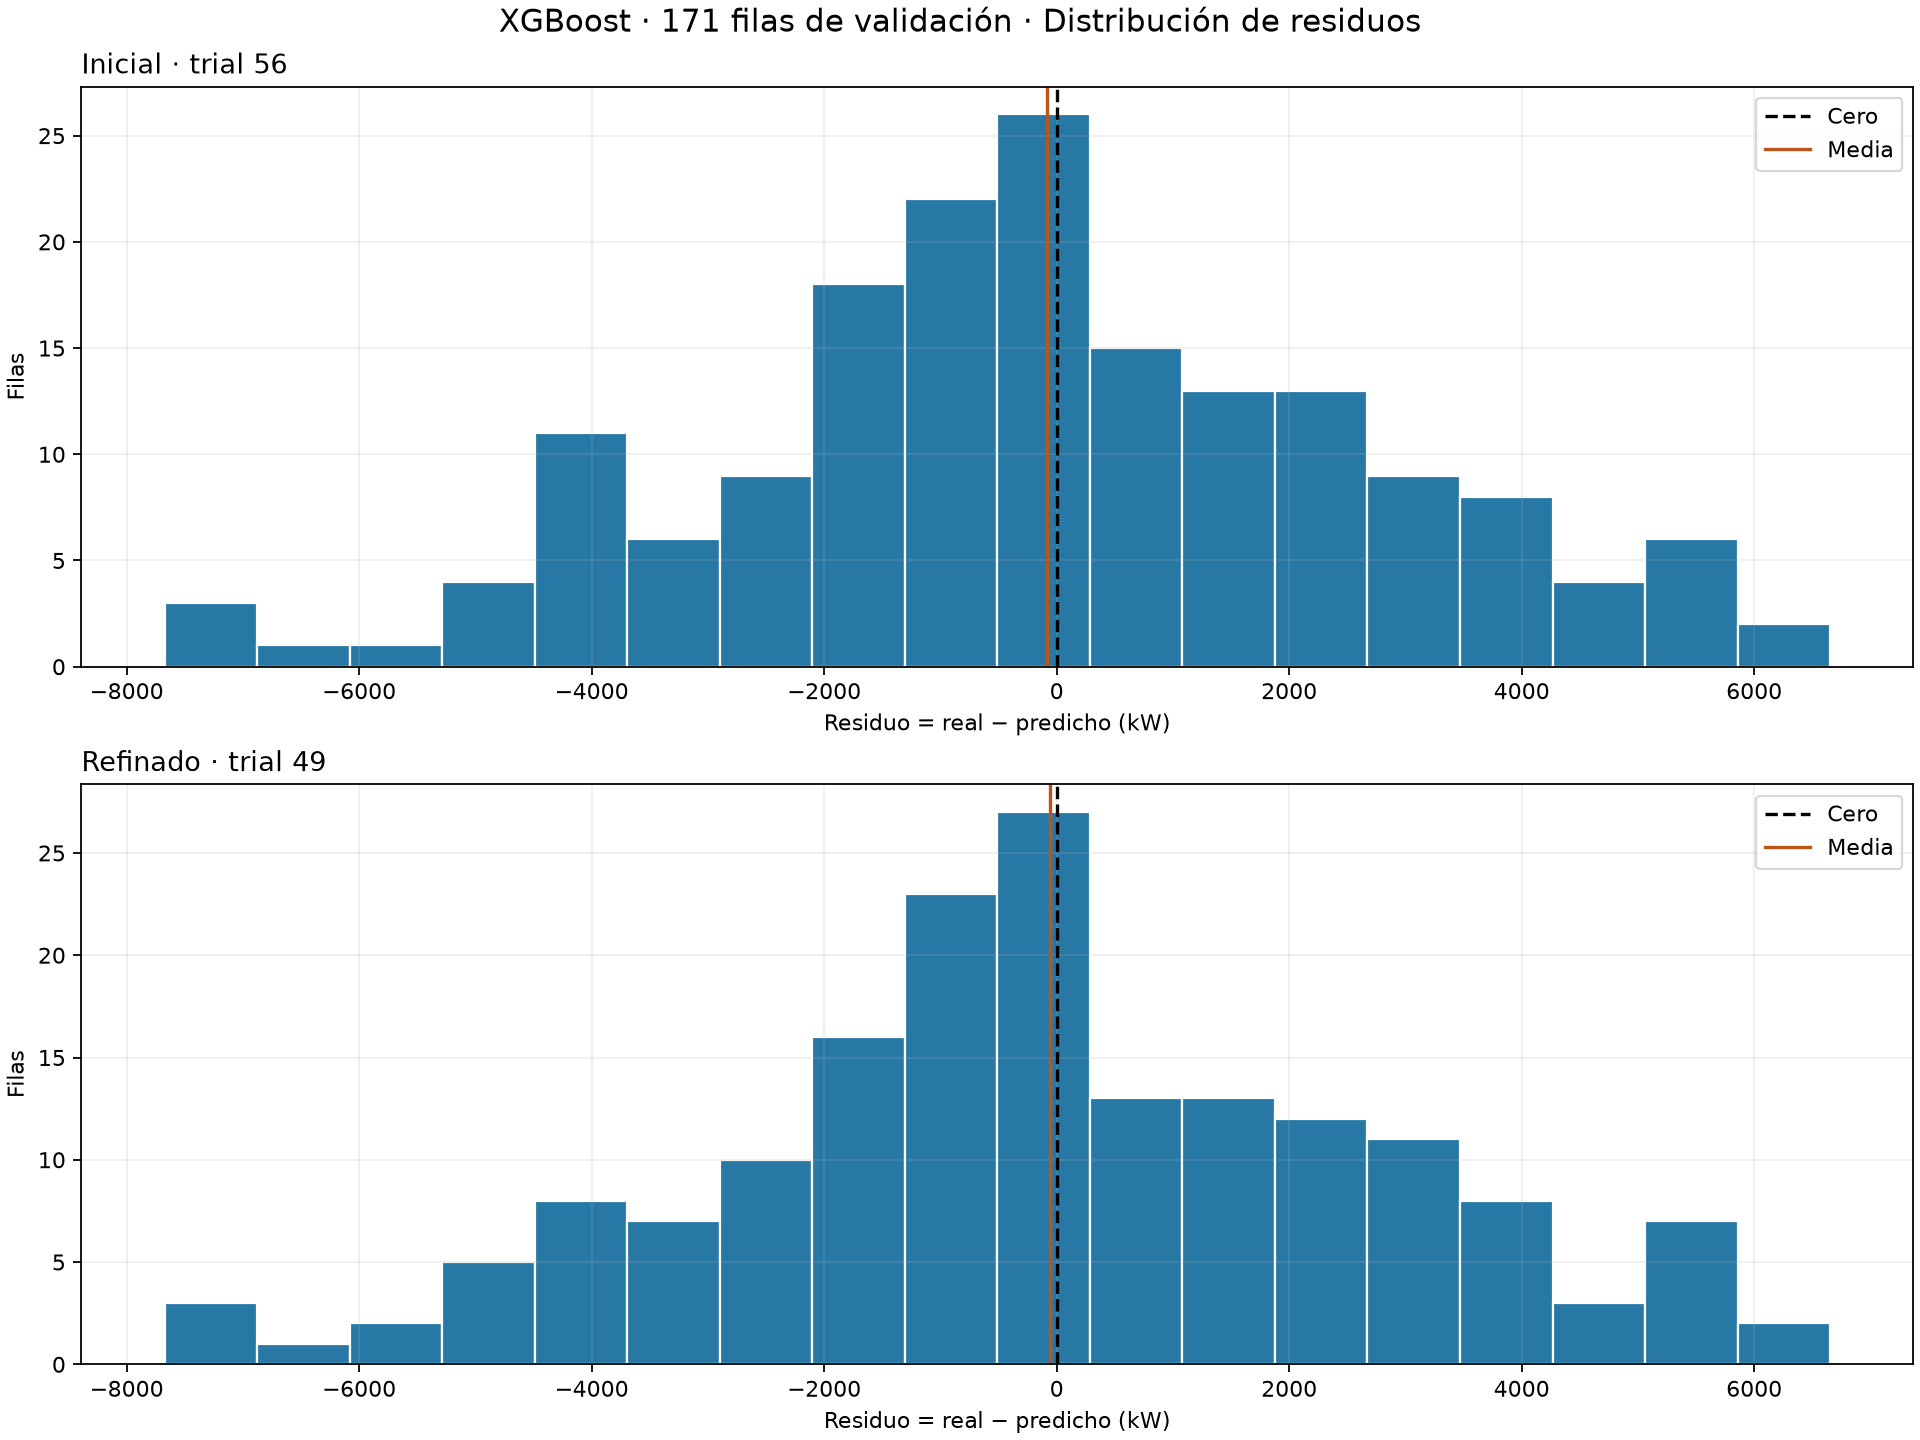 XGBoost · 171 filas de validación · Distribución de residuos
Inicial · trial 56
Cero
Media
25
20
15
10
5
0
Filas
−8000 −6000 −4000 −2000 0 2000 4000 6000
Residuo = real − predicho (kW)
Refinado · trial 49
Cero
Media
25
20
15
10
5
0
Filas
−8000 −6000 −4000 −2000 0 2000 4000 6000
Residuo = real − predicho (kW)